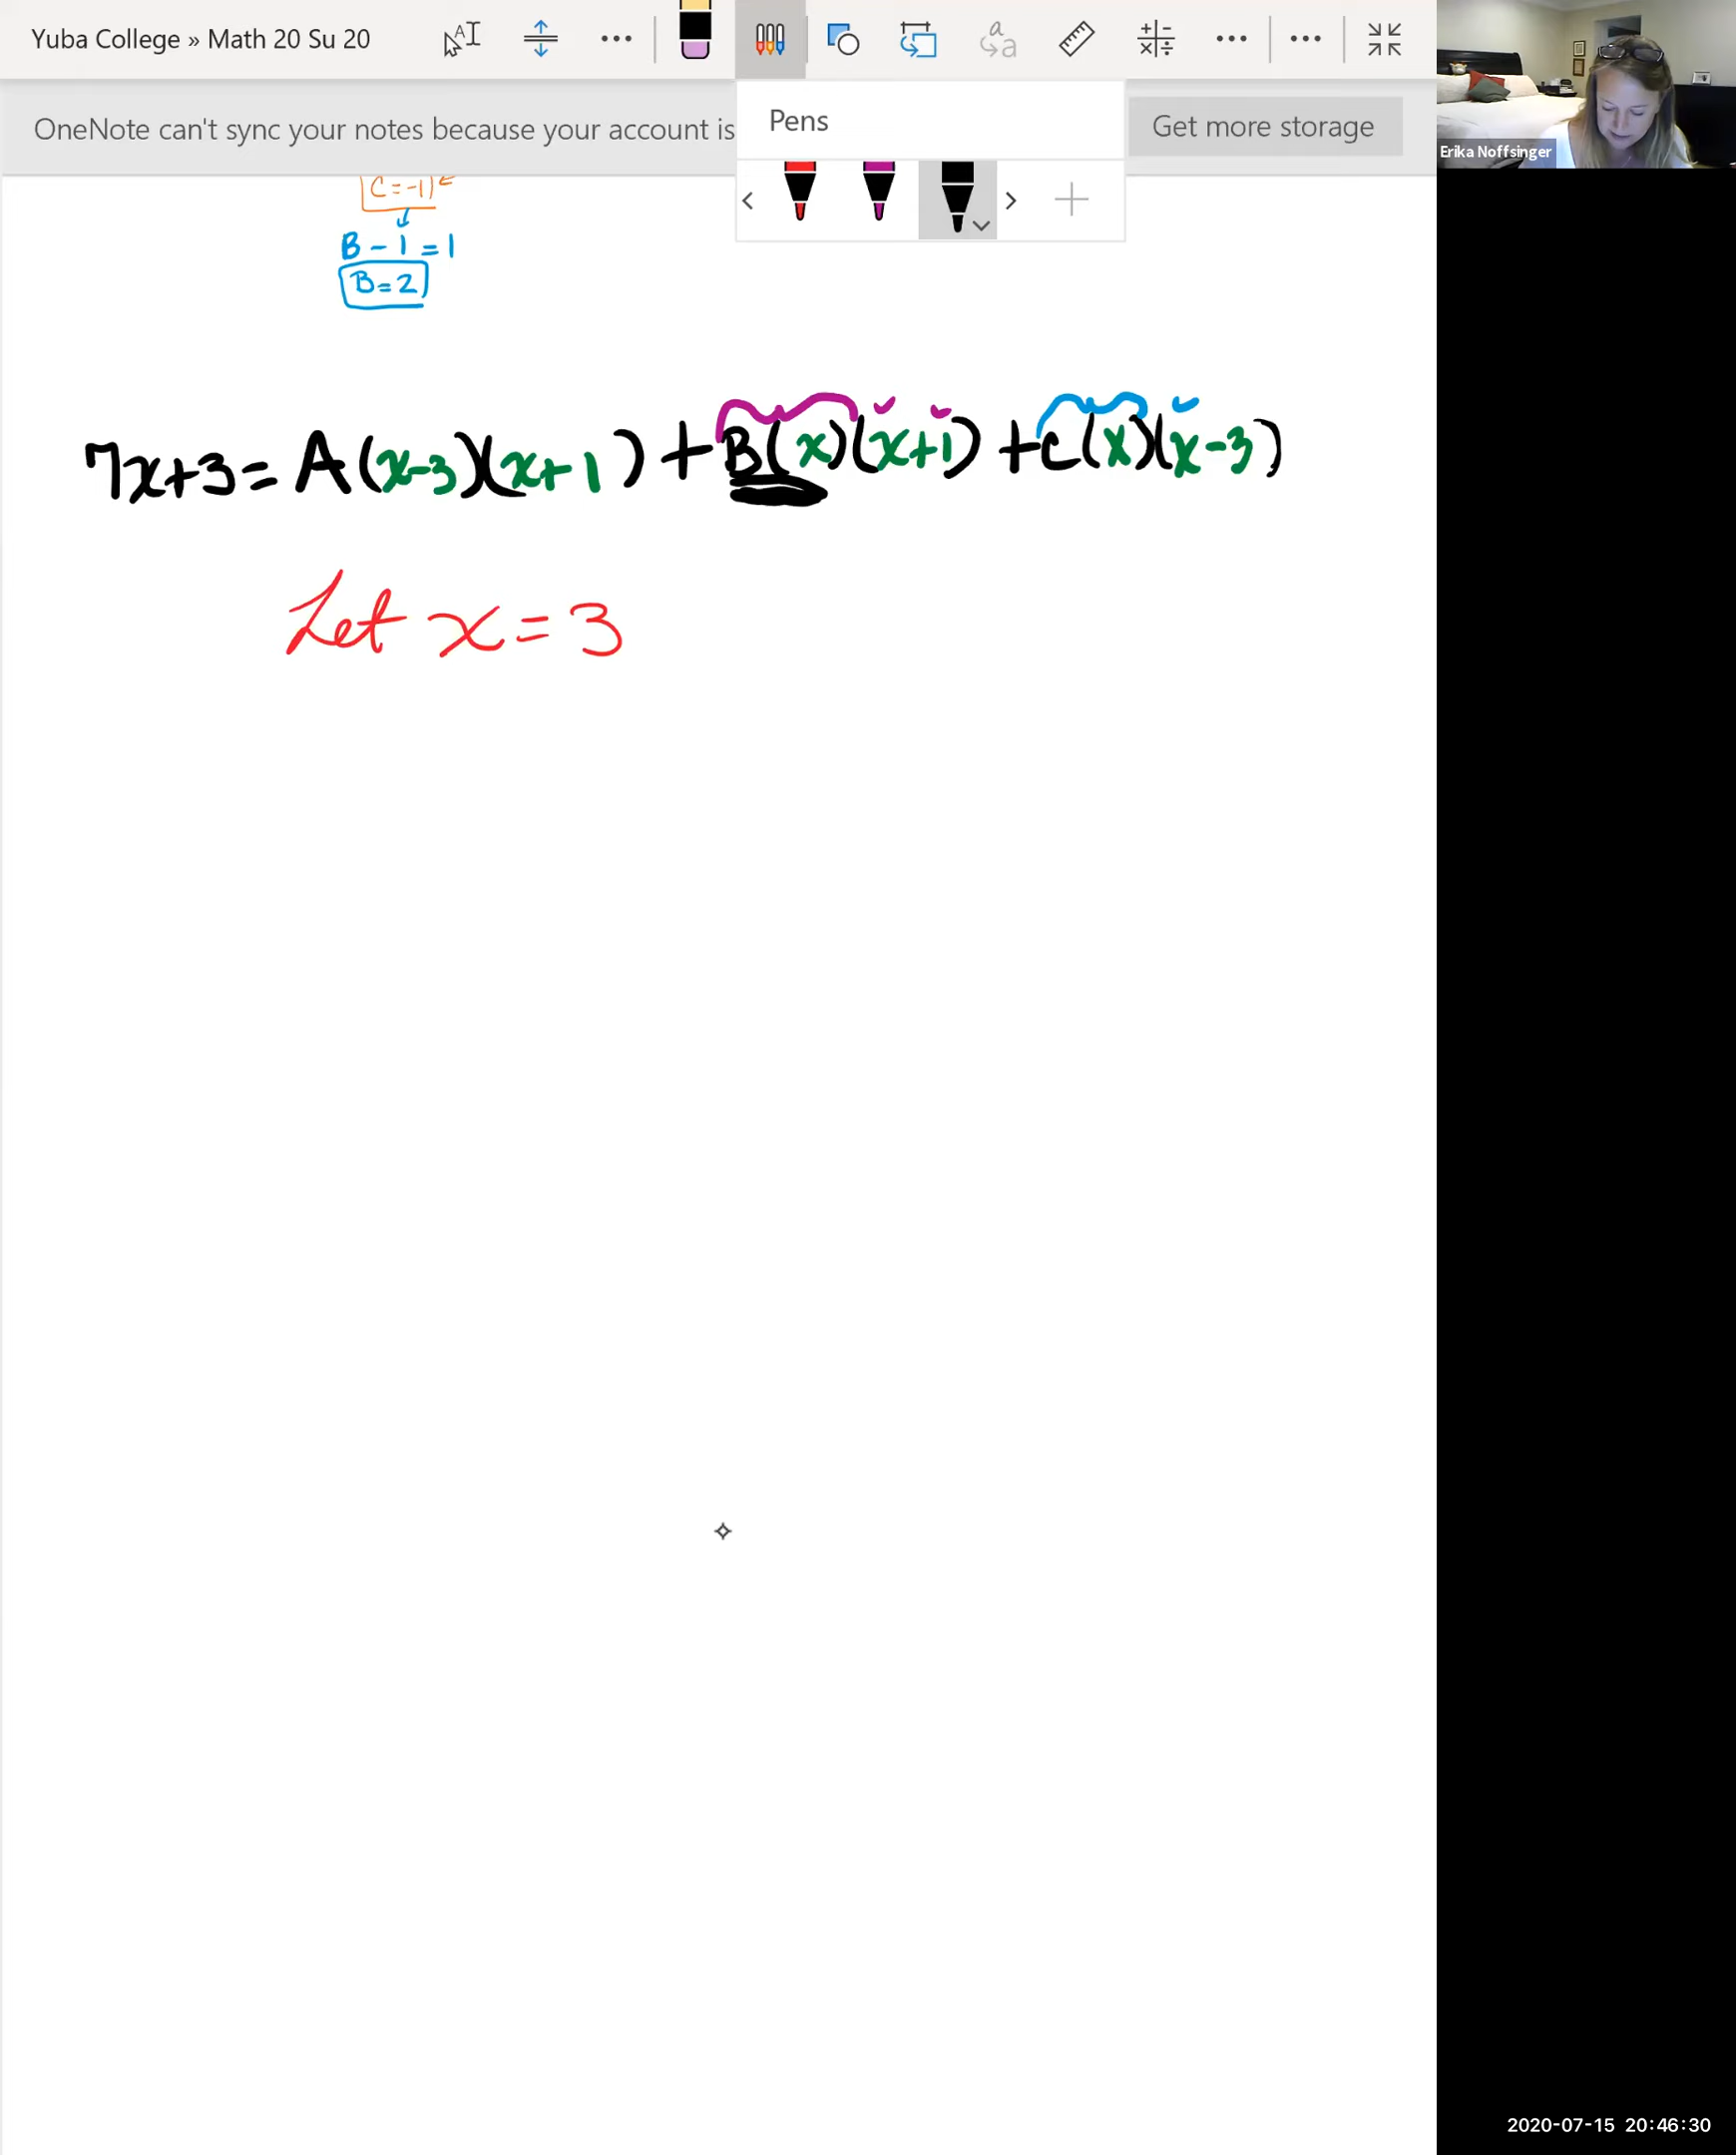 Yuba College » Math 20 Su 20
OneNote can't sync your notes because your account is
Pens
Get more storage
Erika Noffsinger
C = -1
B - 1 = 1
B = 2
7x+3 = A(x-3)(x+1) + B(x)(x+1) + C(x)(x-3)
Let x = 3
2020-07-15 20:46:30